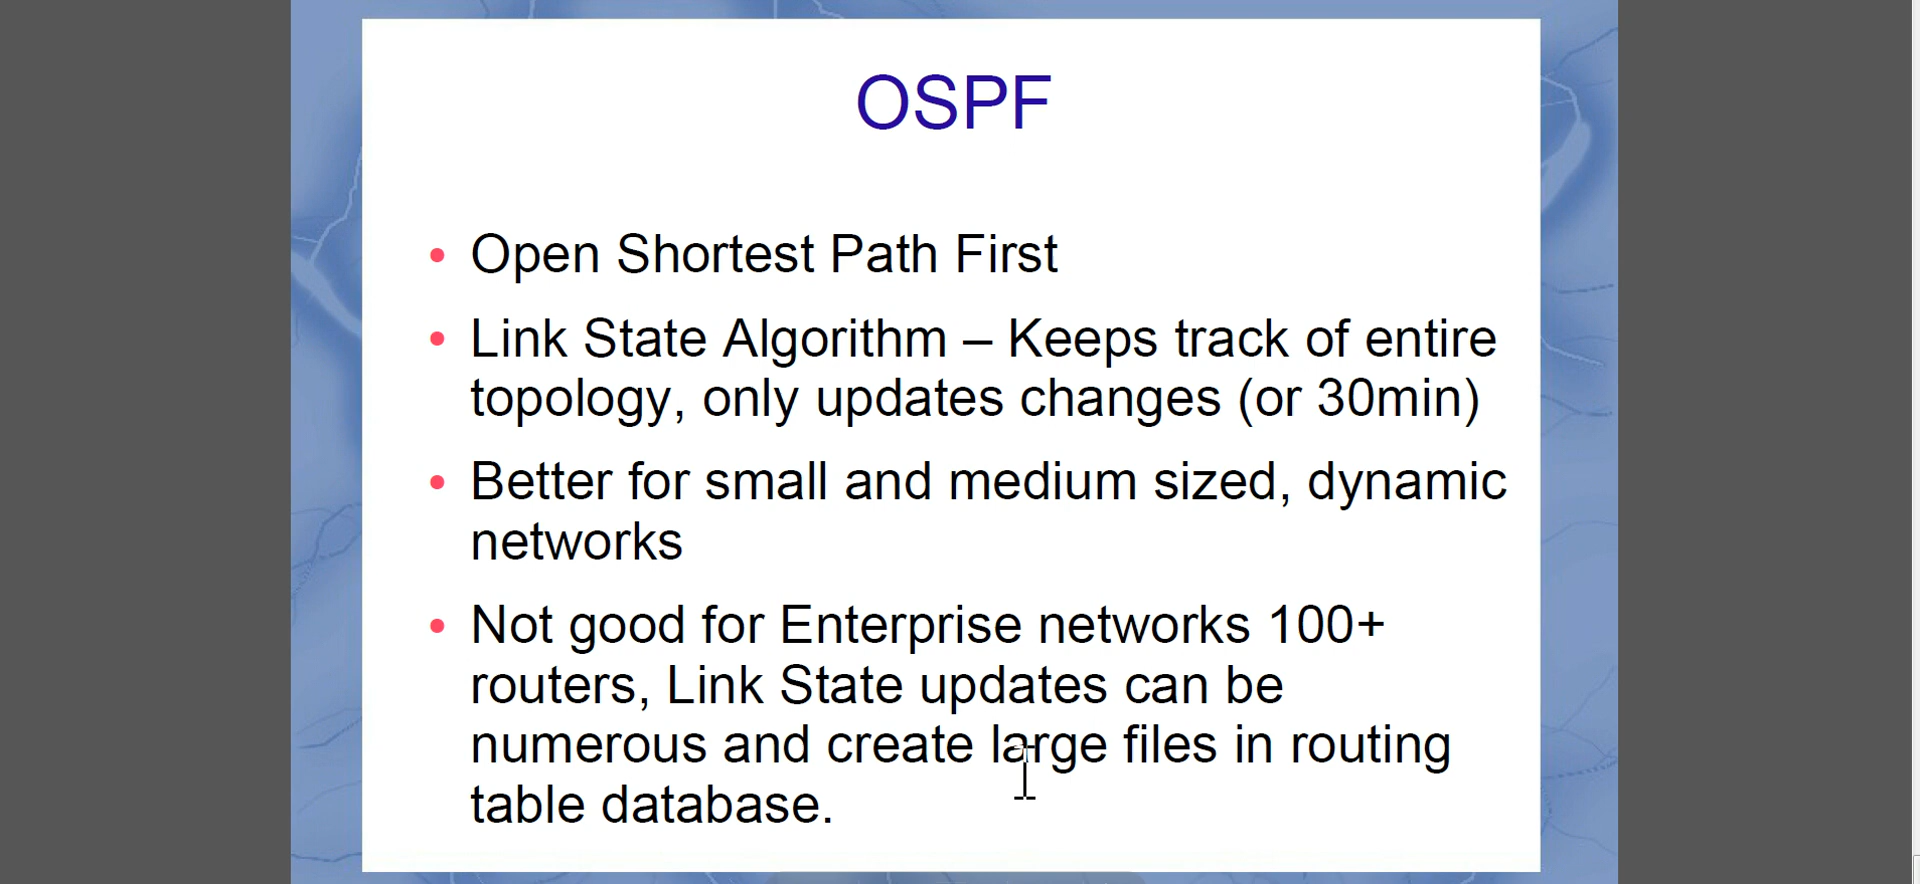 OSPF
• Open Shortest Path First
• Link State Algorithm – Keeps track of entire
topology, only updates changes (or 30min)
• Better for small and medium sized, dynamic
networks
• Not good for Enterprise networks 100+
routers, Link State updates can be
numerous and create large files in routing
table database.